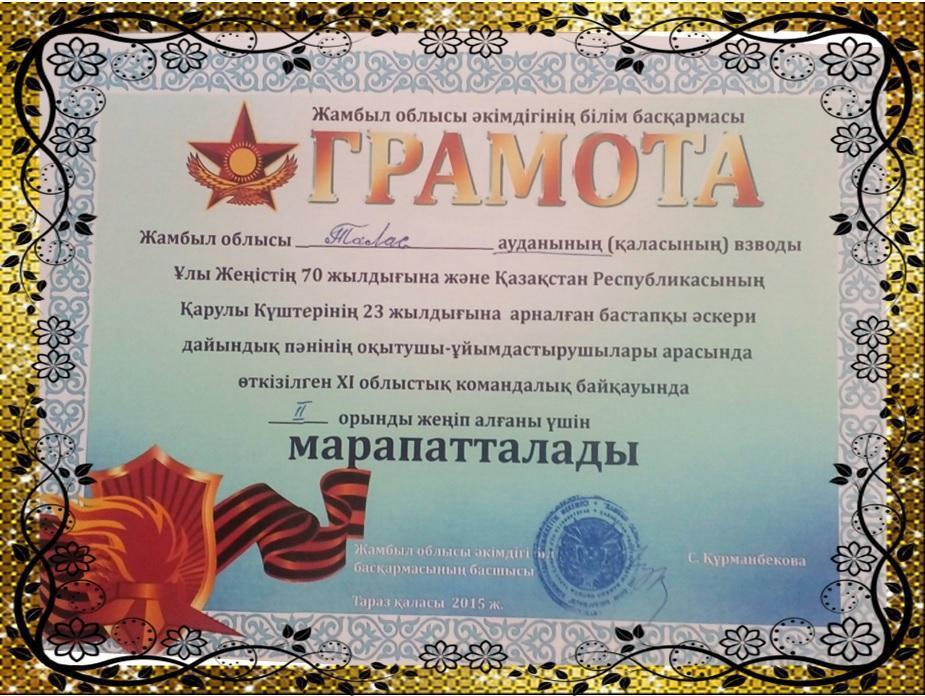 Жамбыл облысы әкімдігінің білім басқармасы
ГРАМОТА
Жамбыл облысы Талас ауданының (қаласының) взводы
Ұлы Жеңістің 70 жылдығына және Қазақстан Республикасының
Қарулы Күштерінің 23 жылдығына арналған бастапқы әскери
дайындық пәнінің оқытушы-ұйымдастырушылары арасында
өткізілген ХІ облыстық командалық байқауында
II орынды жеңіп алғаны үшін
марапатталады
Жамбыл облысы әкімдігі
басқармасының басшысы
С. Құрманбекова
Тараз қаласы 2015 ж.